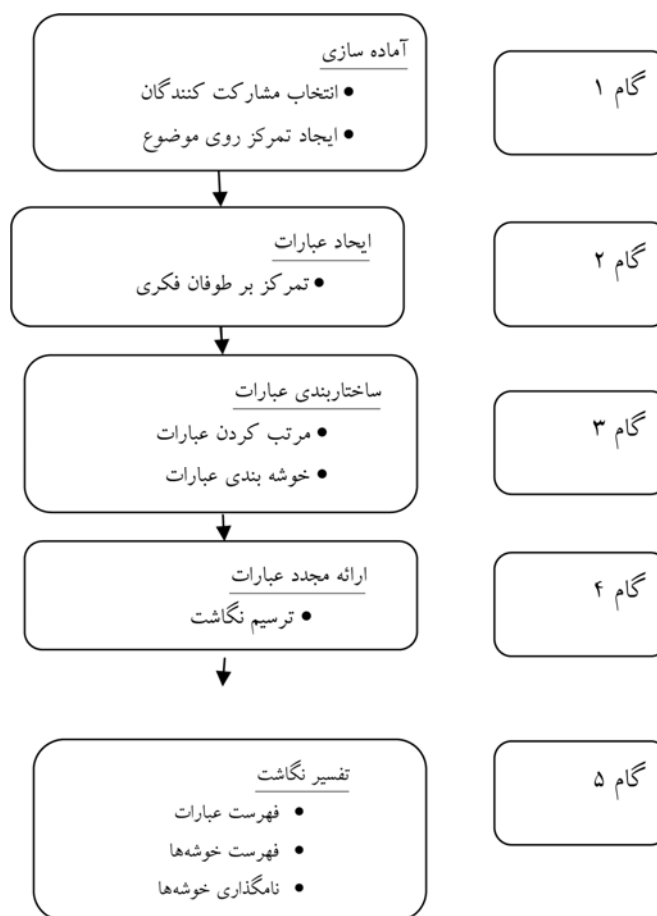 گام ۱
آماده سازی
● انتخاب مشارکت کنندگان
● ایجاد تمرکز روی موضوع
گام ۲
ایحاد عبارات
● تمرکز بر طوفان فکری
گام ۳
ساختاربندی عبارات
● مرتب کردن عبارات
● خوشه بندی عبارات
گام ۴
ارائه مجدد عبارات
● ترسیم نگاشت
گام ۵
تفسیر نگاشت
● فهرست عبارات
● فهرست خوشه‌ها
● نامگذاری خوشه‌ها